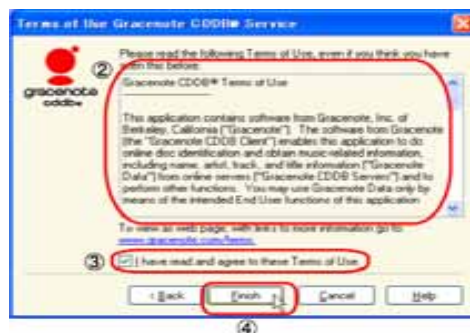 Terms of Use Gracenote CDDB® Service
Please read the following Terms of Use, even if you think you have
seen this before.
②
gracenote
cddb
Gracenote CDDB® Terms of Use
This application contains software from Gracenote, Inc. of
Berkeley, California ("Gracenote"). The software from Gracenote
(the "Gracenote CDDB Client") enables this application to do
online disc identification and obtain music-related information,
including name, artist, track, and title information ("Gracenote
Data") from online servers ("Gracenote CDDB Servers") and to
perform other functions. You may use Gracenote Data only by
means of the intended End User functions of this application
To view as web page, with links to more information go to:
www.gracenote.com/terms.
③ I have read and agree to these Terms of Use.
< Back Finish Cancel Help
④